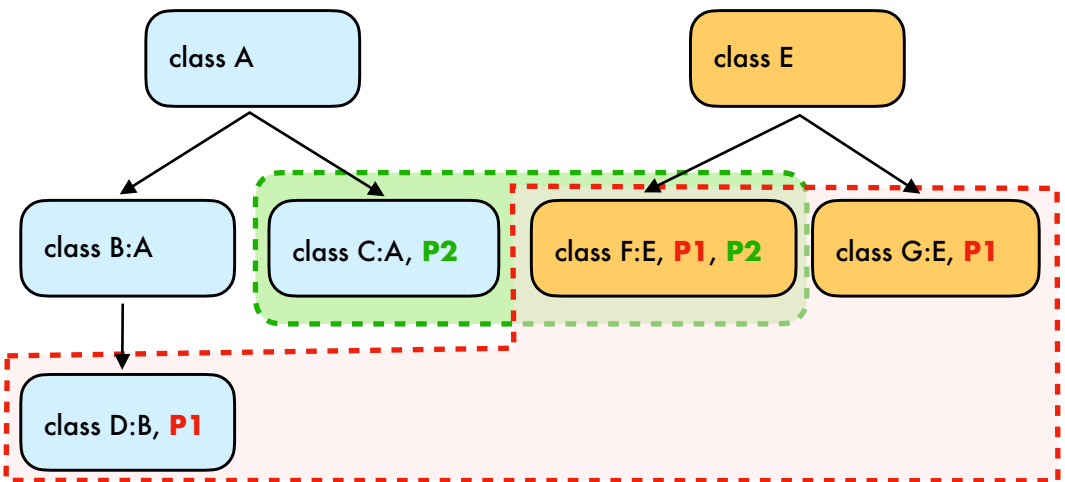 class A
class E
class B:A
class C:A, P2
class F:E, P1, P2
class G:E, P1
class D:B, P1